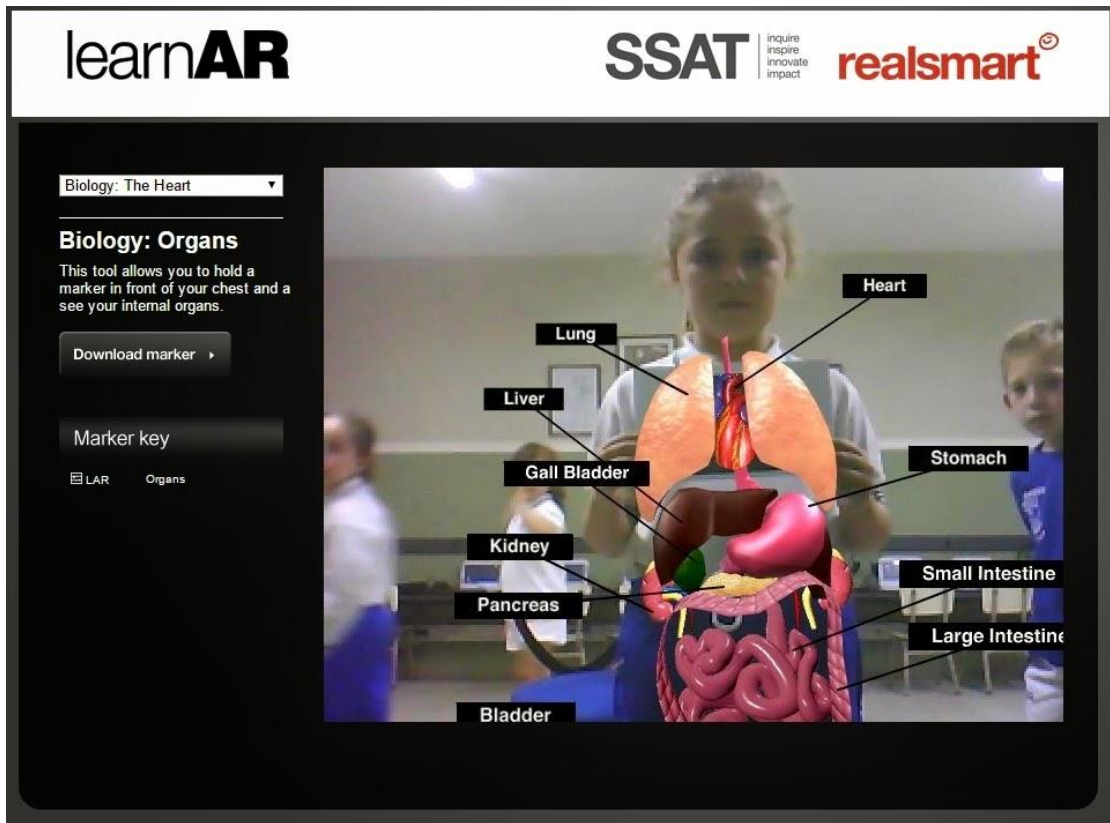 learnAR
SSAT
inquire
inspire
innovate
impact
realsmart
Biology: The Heart
Biology: Organs
This tool allows you to hold a
marker in front of your chest and a
see your internal organs.
Download marker
Marker key
LAR Organs
Heart
Lung
Liver
Gall Bladder
Stomach
Kidney
Small Intestine
Pancreas
Large Intestine
Bladder